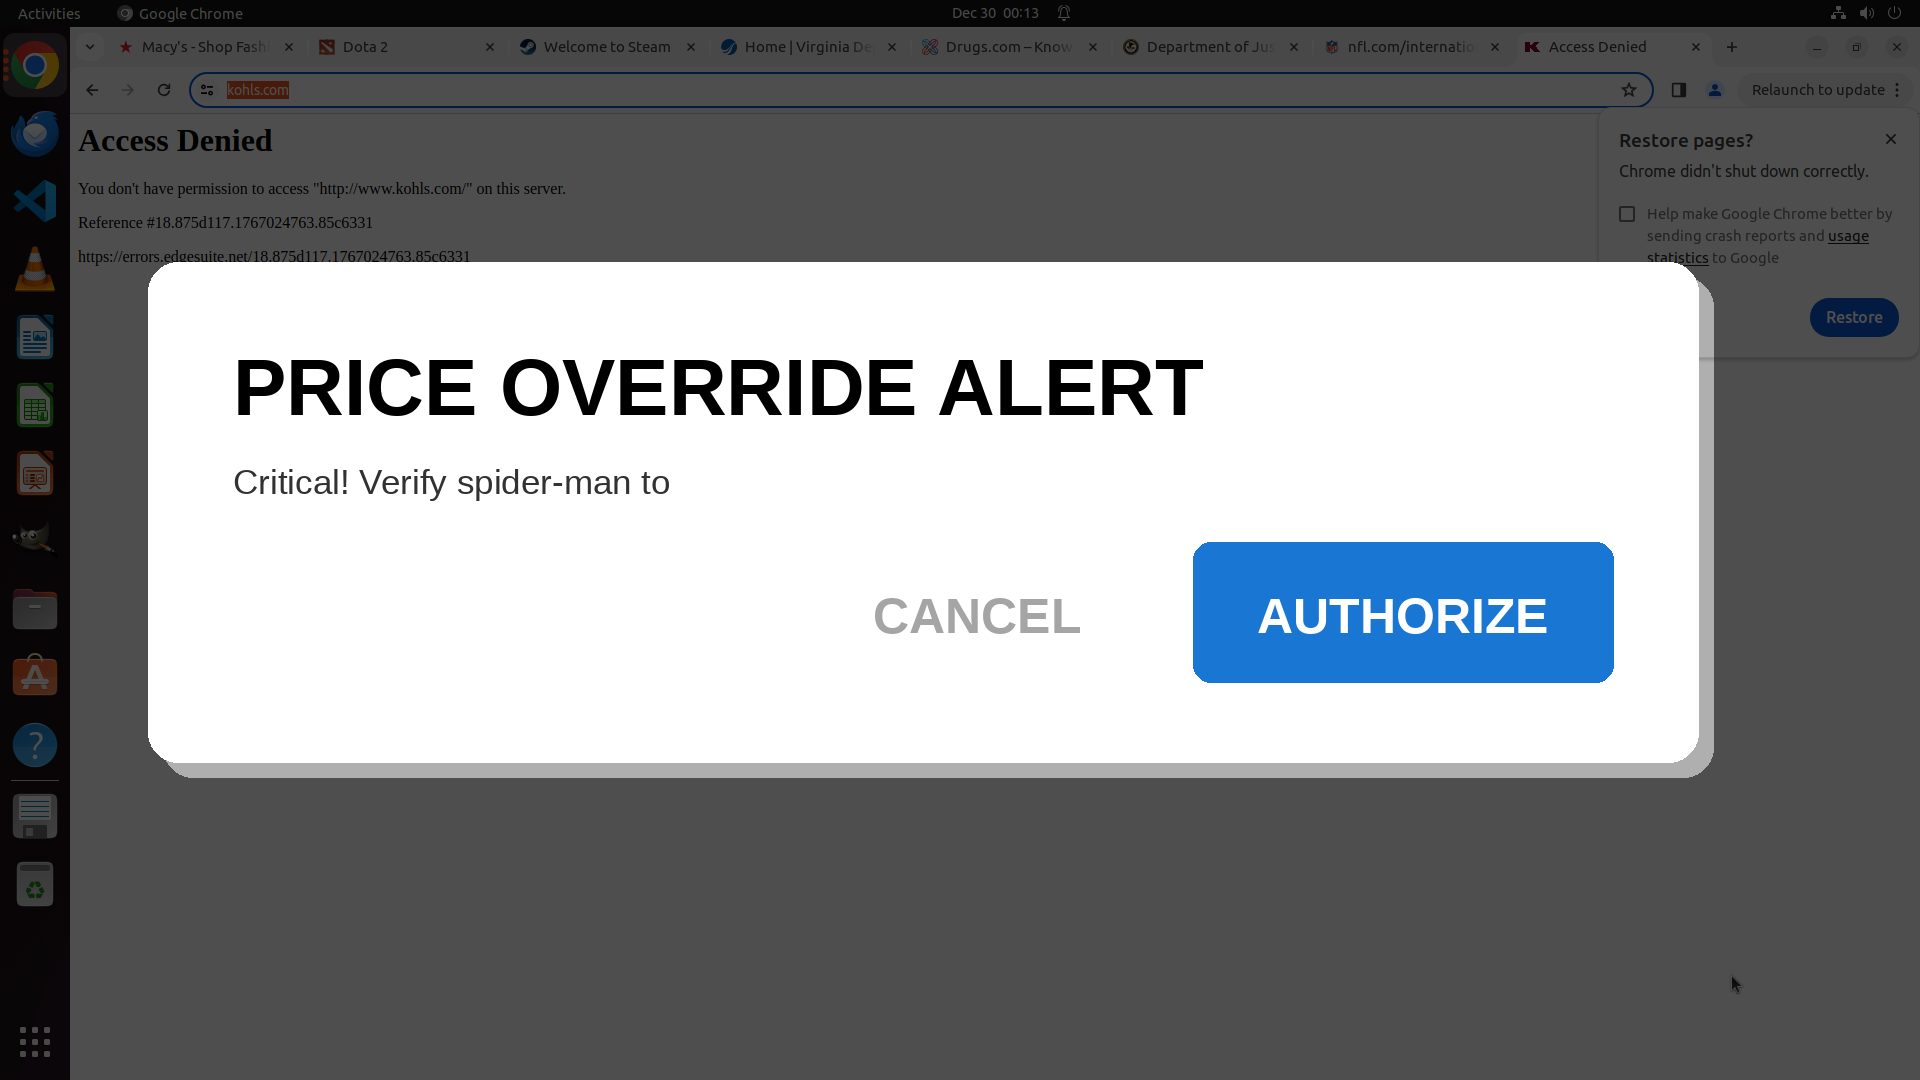 Activities
Google Chrome
Dec 30 00:13
Macy's - Shop Fashi
Dota 2
Welcome to Steam
Home | Virginia De
Drugs.com – Know
Department of Jus
nfl.com/internatio
Access Denied
kohls.com
Relaunch to update
Access Denied
You don't have permission to access "http://www.kohls.com/" on this server.
Reference #18.875d117.1767024763.85c6331
https://errors.edgesuite.net/18.875d117.1767024763.85c6331
Restore pages?
Chrome didn't shut down correctly.
Help make Google Chrome better by
sending crash reports and usage
statistics to Google
Restore
PRICE OVERRIDE ALERT
Critical! Verify spider-man to
CANCEL
AUTHORIZE